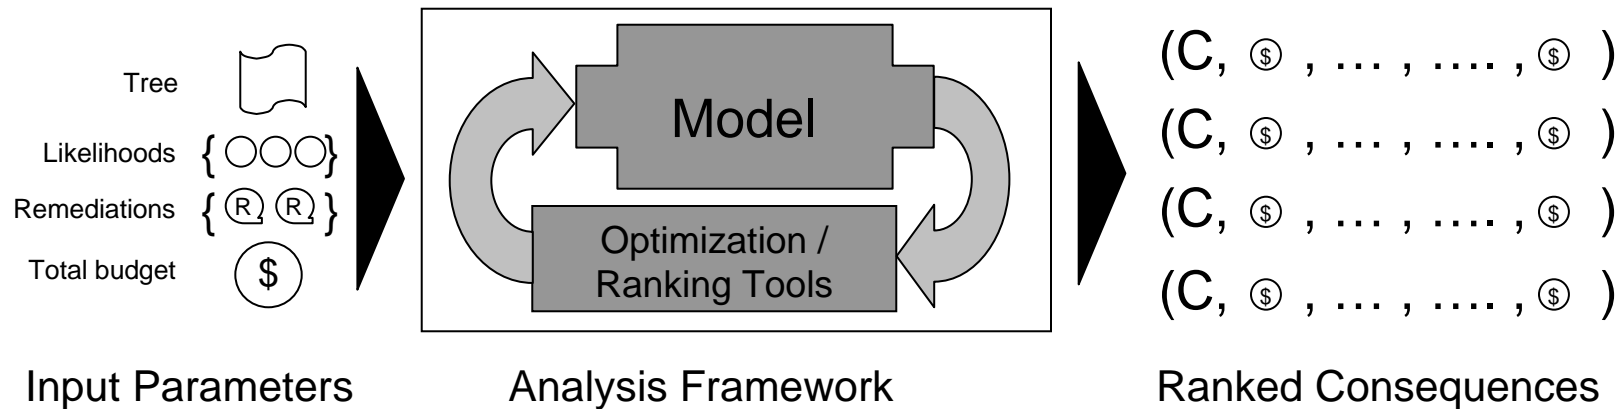 Tree
Likelihoods { }
Remediations { R R }
Total budget $
Model
Optimization /
Ranking Tools
(C, $ , ... , .... , $ )
(C, $ , ... , .... , $ )
(C, $ , ... , .... , $ )
(C, $ , ... , .... , $ )
Input Parameters
Analysis Framework
Ranked Consequences